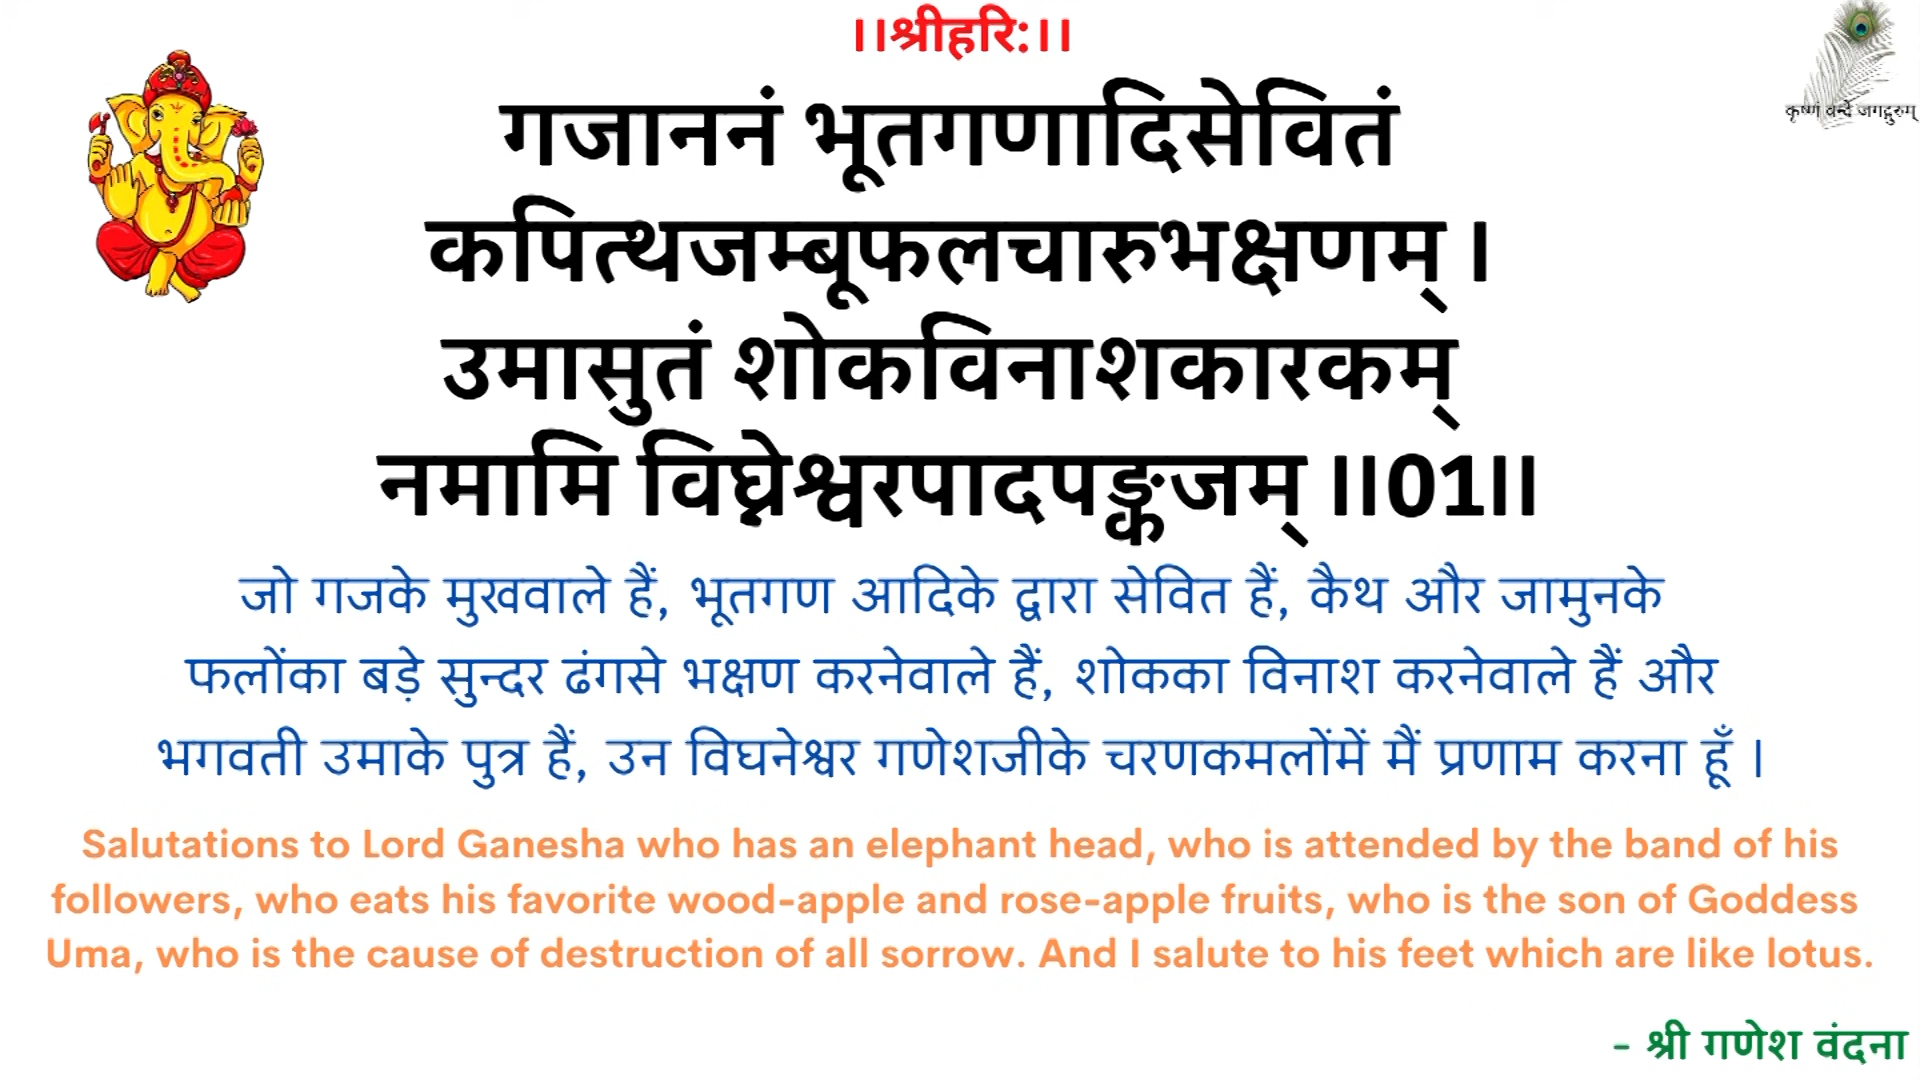 ।।श्रीहरि:।।
कृष्णं वन्दे जगद्गुरुम्
गजाननं भूतगणादिसेवितं
कपित्थजम्बूफलचारुभक्षणम् ।
उमासुतं शोकविनाशकारकम्
नमामि विघ्नेश्वरपादपङ्कजम् ।।01।।
जो गजके मुखवाले हैं, भूतगण आदिके द्वारा सेवित हैं, कैथ और जामुनके
फलोंका बड़े सुन्दर ढंगसे भक्षण करनेवाले हैं, शोकका विनाश करनेवाले हैं और
भगवती उमाके पुत्र हैं, उन विघनेश्वर गणेशजीके चरणकमलोंमें मैं प्रणाम करना हूँ ।
Salutations to Lord Ganesha who has an elephant head, who is attended by the band of his
followers, who eats his favorite wood-apple and rose-apple fruits, who is the son of Goddess
Uma, who is the cause of destruction of all sorrow. And I salute to his feet which are like lotus.
- श्री गणेश वंदना